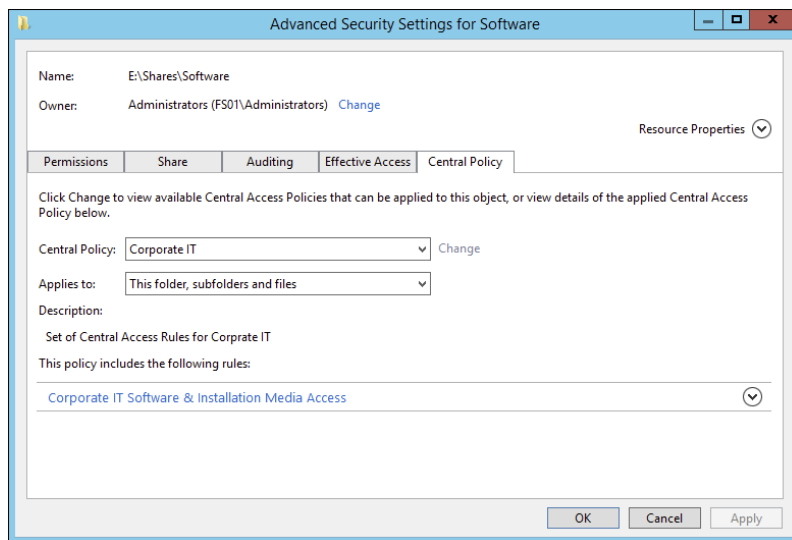 Advanced Security Settings for Software
Name: E:\Shares\Software
Owner: Administrators (FS01\Administrators) Change
Resource Properties
Permissions Share Auditing Effective Access Central Policy
Click Change to view available Central Access Policies that can be applied to this object, or view details of the applied Central Access
Policy below.
Central Policy: Corporate IT Change
Applies to: This folder, subfolders and files
Description:
Set of Central Access Rules for Corprate IT
This policy includes the following rules:
Corporate IT Software & Installation Media Access
OK Cancel Apply